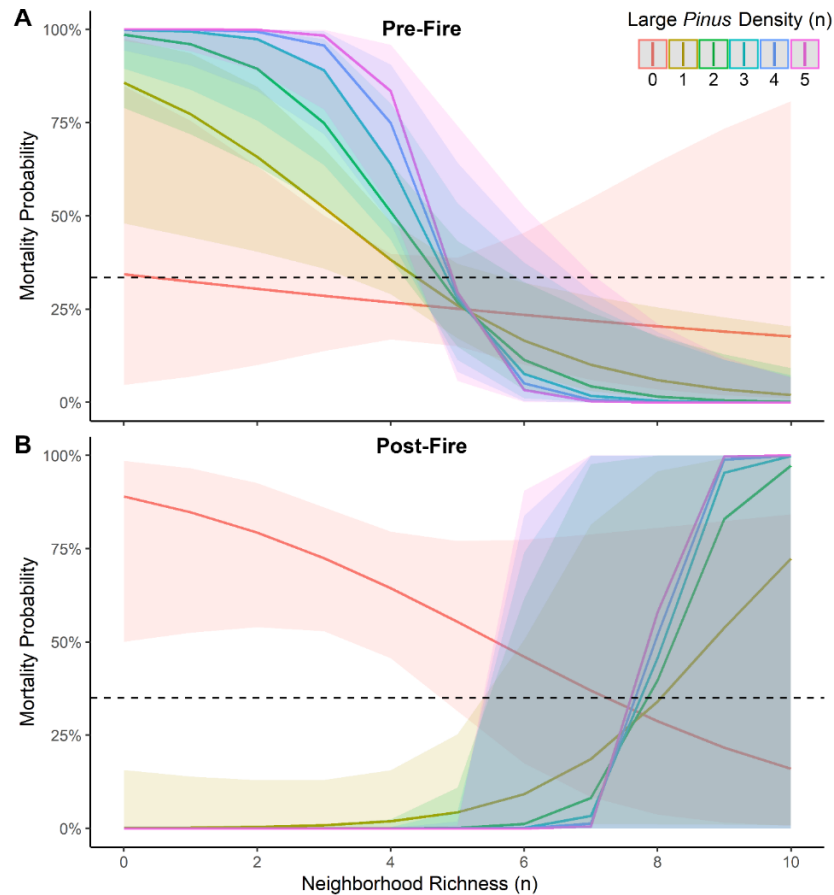 A
Pre-Fire
Large Pinus Density (n)
0 1 2 3 4 5
100%
75%
50%
25%
0%
Mortality Probability
B
Post-Fire
100%
75%
50%
25%
0%
Mortality Probability
0 2 4 6 8 10
Neighborhood Richness (n)